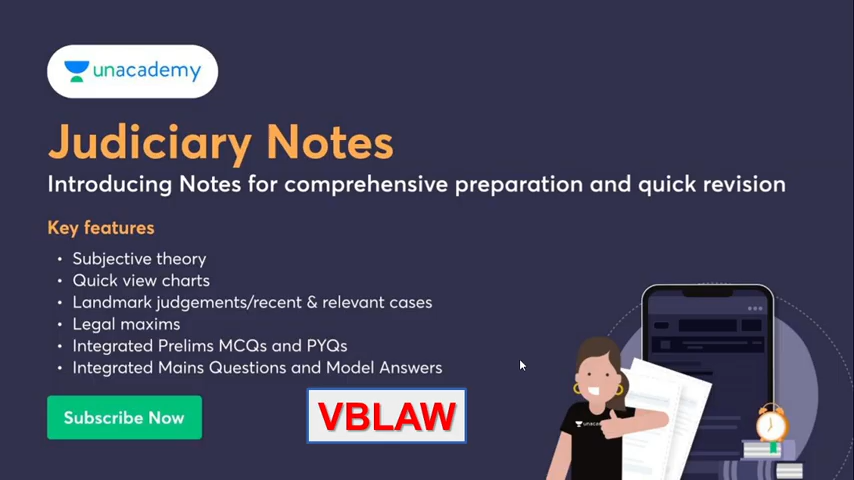 unacademy
Judiciary Notes
Introducing Notes for comprehensive preparation and quick revision
Key features
• Subjective theory
• Quick view charts
• Landmark judgements/recent & relevant cases
• Legal maxims
• Integrated Prelims MCQs and PYQs
• Integrated Mains Questions and Model Answers
Subscribe Now
VBLAW